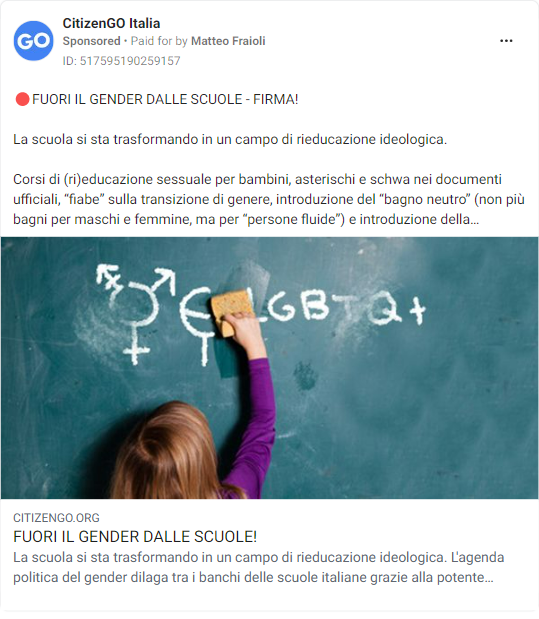 GO
CitizenGO Italia
Sponsored • Paid for by Matteo Fraioli
ID: 517595190259157
🔴FUORI IL GENDER DALLE SCUOLE - FIRMA!
La scuola si sta trasformando in un campo di rieducazione ideologica.
Corsi di (ri)educazione sessuale per bambini, asterischi e schwa nei documenti
ufficiali, “fiabe” sulla transizione di genere, introduzione del “bagno neutro” (non più
bagni per maschi e femmine, ma per “persone fluide”) e introduzione della...
LGBTQ+
CITIZENGO.ORG
FUORI IL GENDER DALLE SCUOLE!
La scuola si sta trasformando in un campo di rieducazione ideologica. L'agenda
politica del gender dilaga tra i banchi delle scuole italiane grazie alla potente...